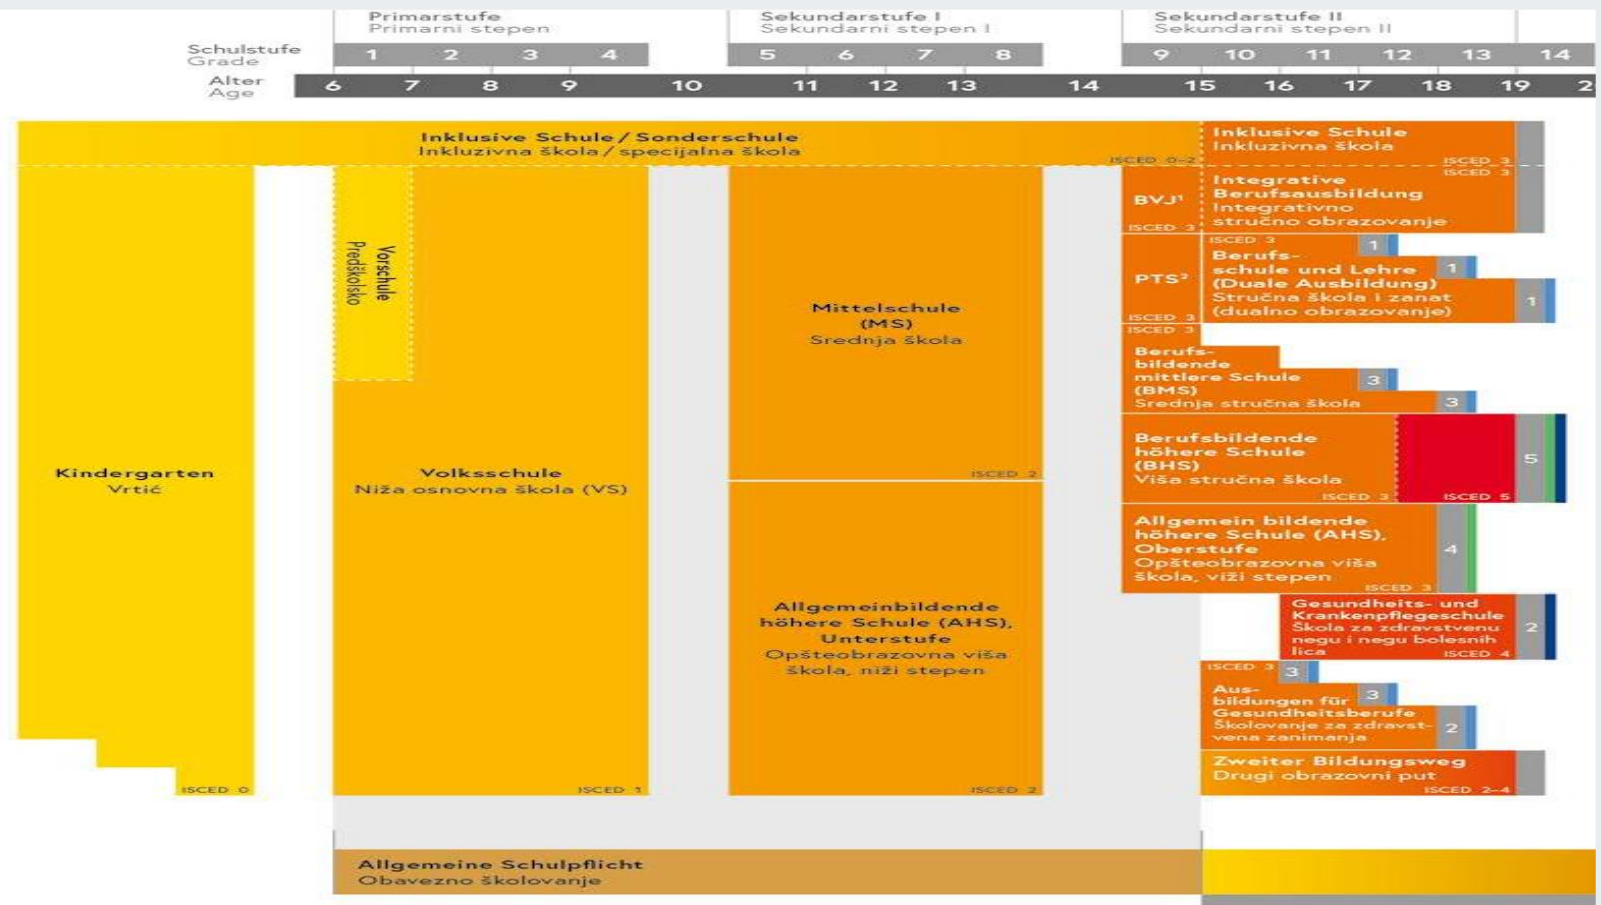 Primarstufe
Primarni stepen
Sekundarstufe I
Sekundarni stepen I
Sekundarstufe II
Sekundarni stepen II
Schulstufe
Grade
1 2 3 4 5 6 7 8 9 10 11 12 13 14
Alter
Age
6 7 8 9 10 11 12 13 14 15 16 17 18 19 2
Inklusive Schule / Sonderschule
Inkluzivna škola / specijalna škola
ISCED 0-2
Inklusive Schule
Inkluzivna škola
ISCED 3
Kindergarten
Vrtić
ISCED 0
Vorschule
Predškolsko
Volksschule
Niža osnovna škola (VS)
ISCED 1
Mittelschule
(MS)
Srednja škola
ISCED 2
Allgemeinbildende
höhere Schule (AHS),
Unterstufe
Opšteobrazovna viša
škola, niži stepen
ISCED 2
BVJ¹
ISCED 3
ISCED 3
Integrative
Berufsausbildung
Integrativno
stručno obrazovanje
PTS²
ISCED 3
ISCED 3
1
Berufs-
schule und Lehre
1
(Duale Ausbildung)
Stručna škola i zanat
1
(dualno obrazovanje)
ISCED 3
Berufs-
bildende
mittlere Schule
3
(BMS)
Srednja stručna škola
3
Berufsbildende
höhere Schule
(BHS)
5
Viša stručna škola
ISCED 3
ISCED 5
Allgemein bildende
höhere Schule (AHS),
Oberstufe
4
Opšteobrazovna viša
škola, viži stepen
ISCED 3
Gesundheits- und
Krankenpflegeschule
Škola za zdravstvenu
2
negu i negu bolesnih
lica
ISCED 4
ISCED 3
3
Aus-
bildungen für
3
Gesundheitsberufe
Školovanje za zdravst-
2
vena zanimanja
Zweiter Bildungsweg
Drugi obrazovni put
ISCED 2-4
Allgemeine Schulpflicht
Obavezno školovanje